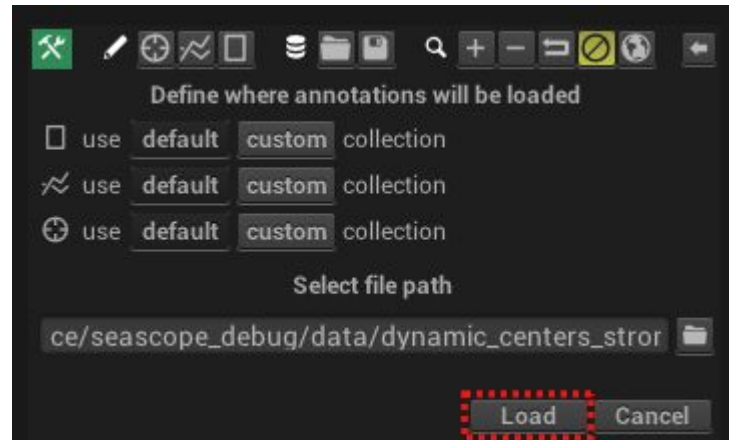 Define where annotations will be loaded
use default custom collection
use default custom collection
use default custom collection
Select file path
ce/seascope_debug/data/dynamic_centers_stror
Load Cancel